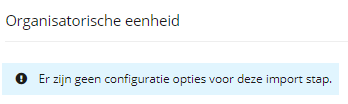 Organisatorische eenheid
Er zijn geen configuratie opties voor deze import stap.